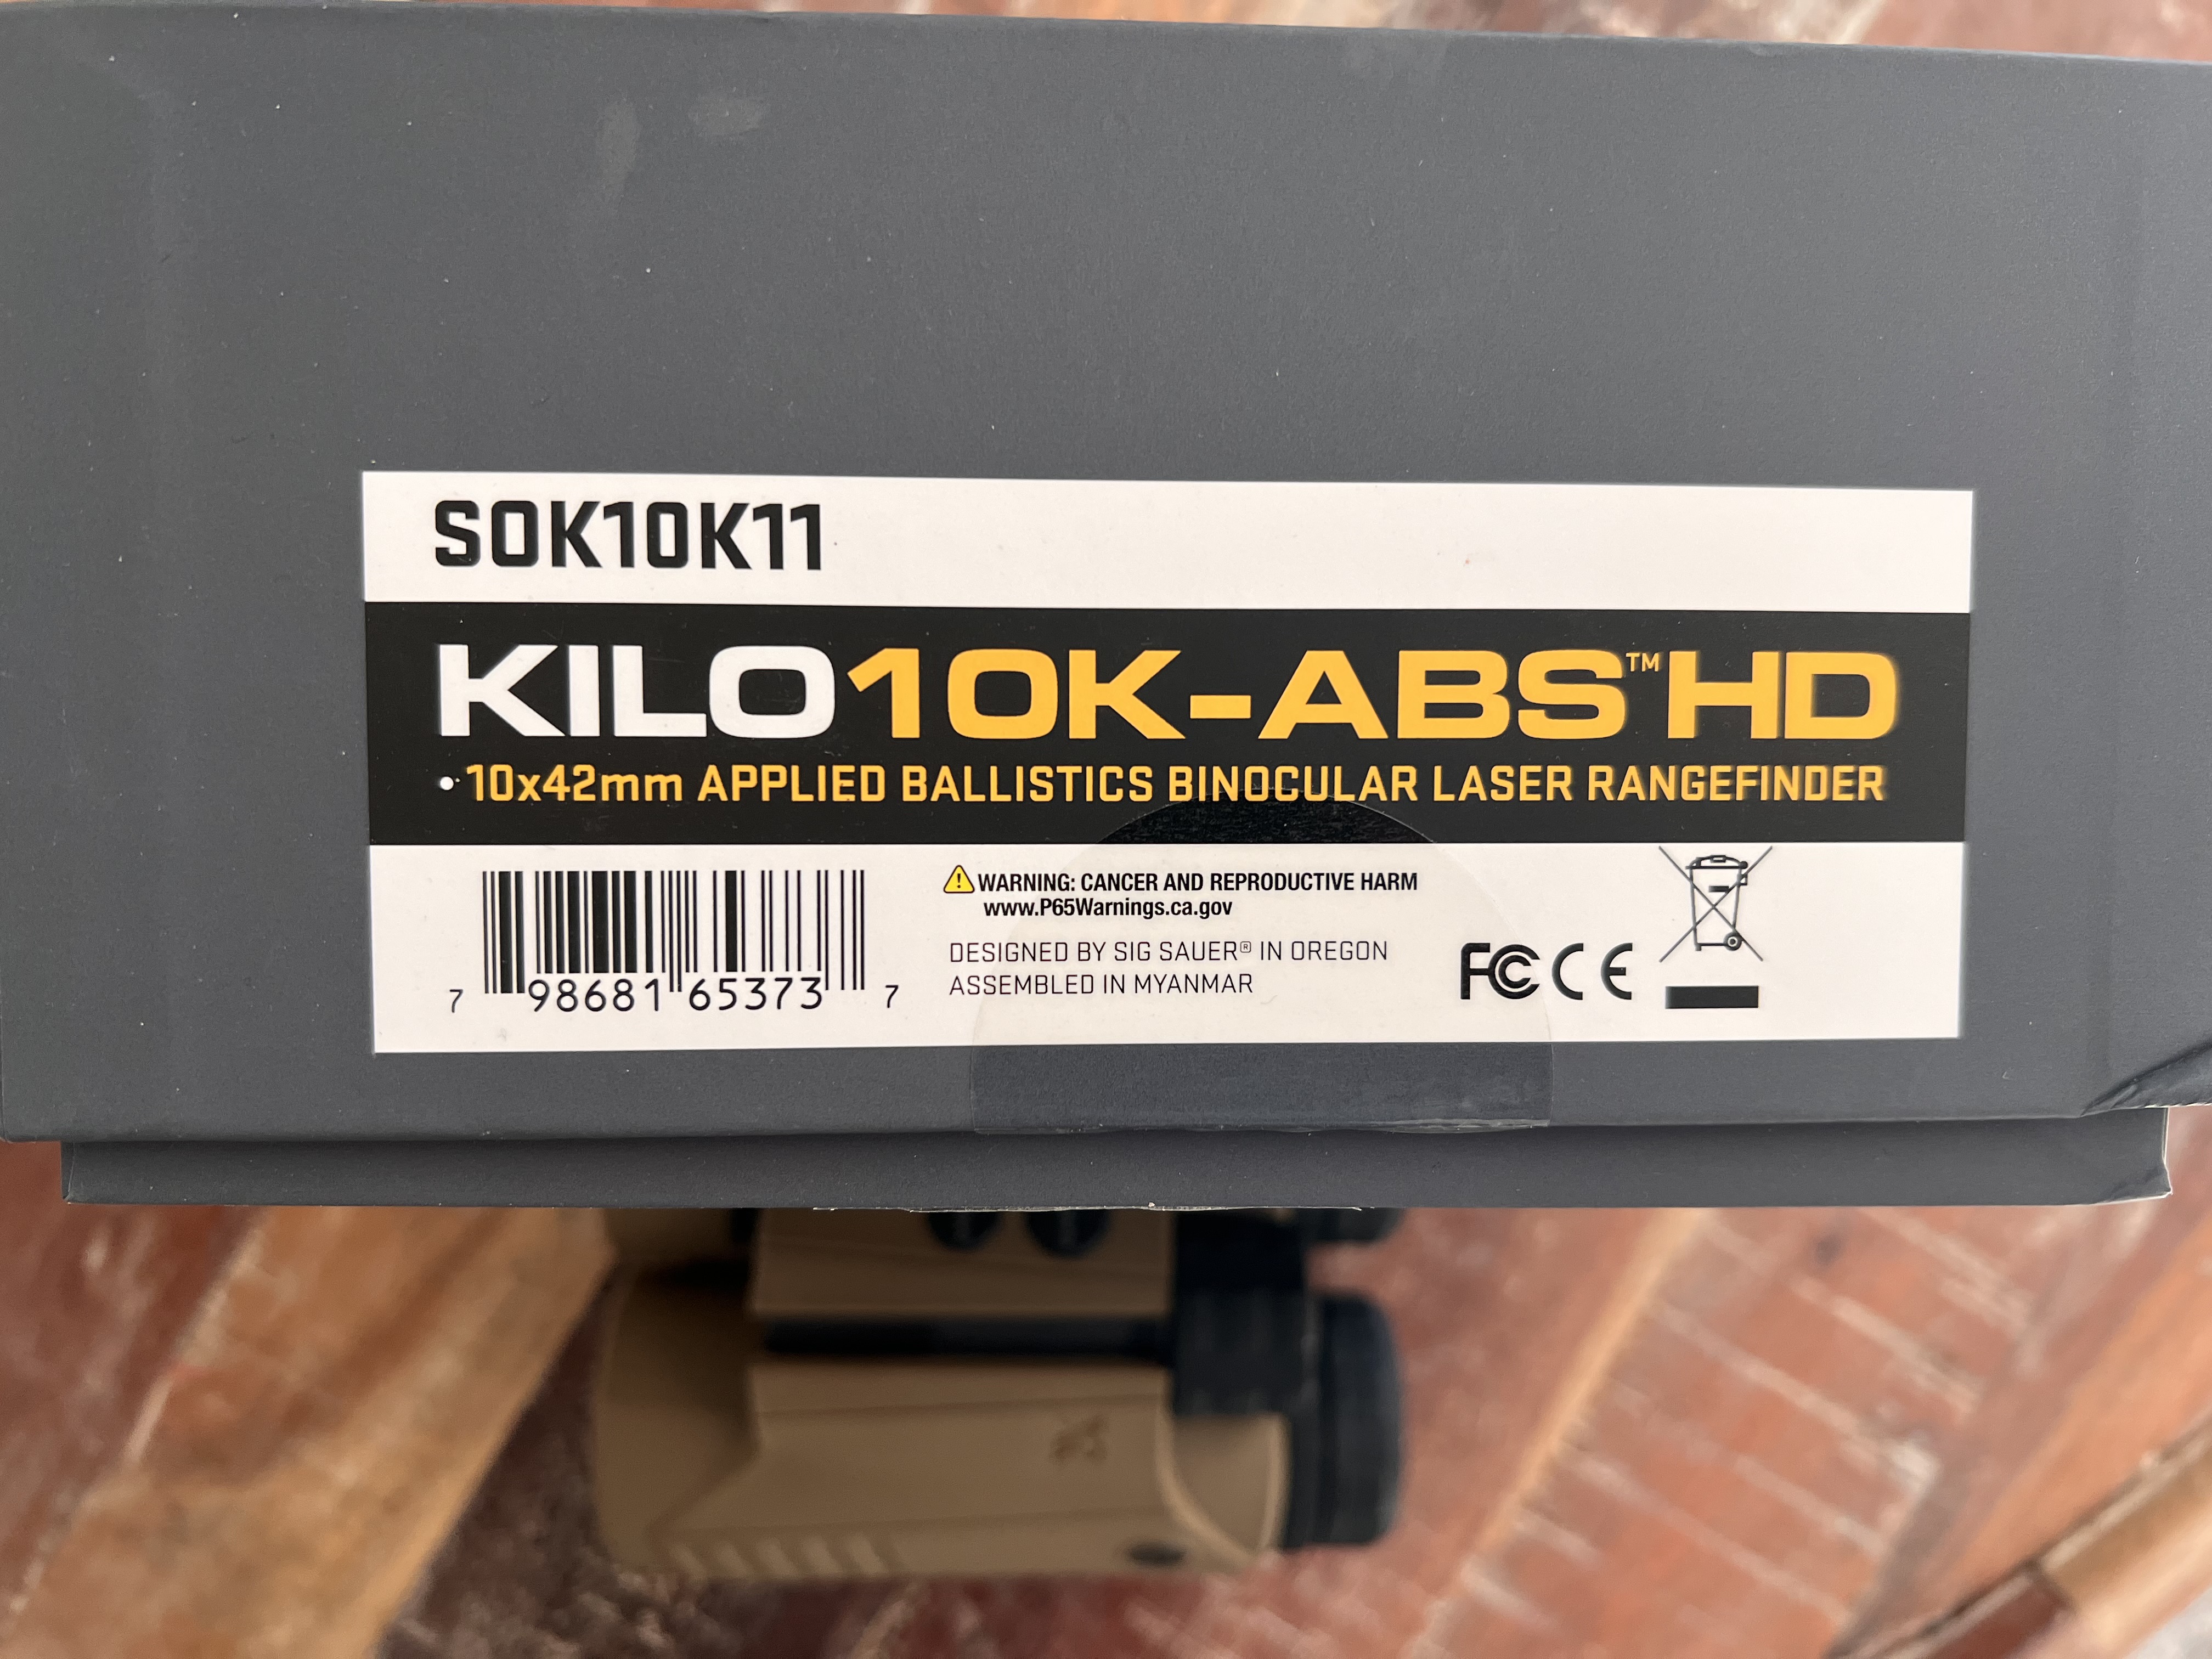 SOK10K11
KILO10K-ABS™HD
• 10x42mm APPLIED BALLISTICS BINOCULAR LASER RANGEFINDER
WARNING: CANCER AND REPRODUCTIVE HARM
www.P65Warnings.ca.gov
DESIGNED BY SIG SAUER® IN OREGON
ASSEMBLED IN MYANMAR
7 98681 65373 7
FC CE